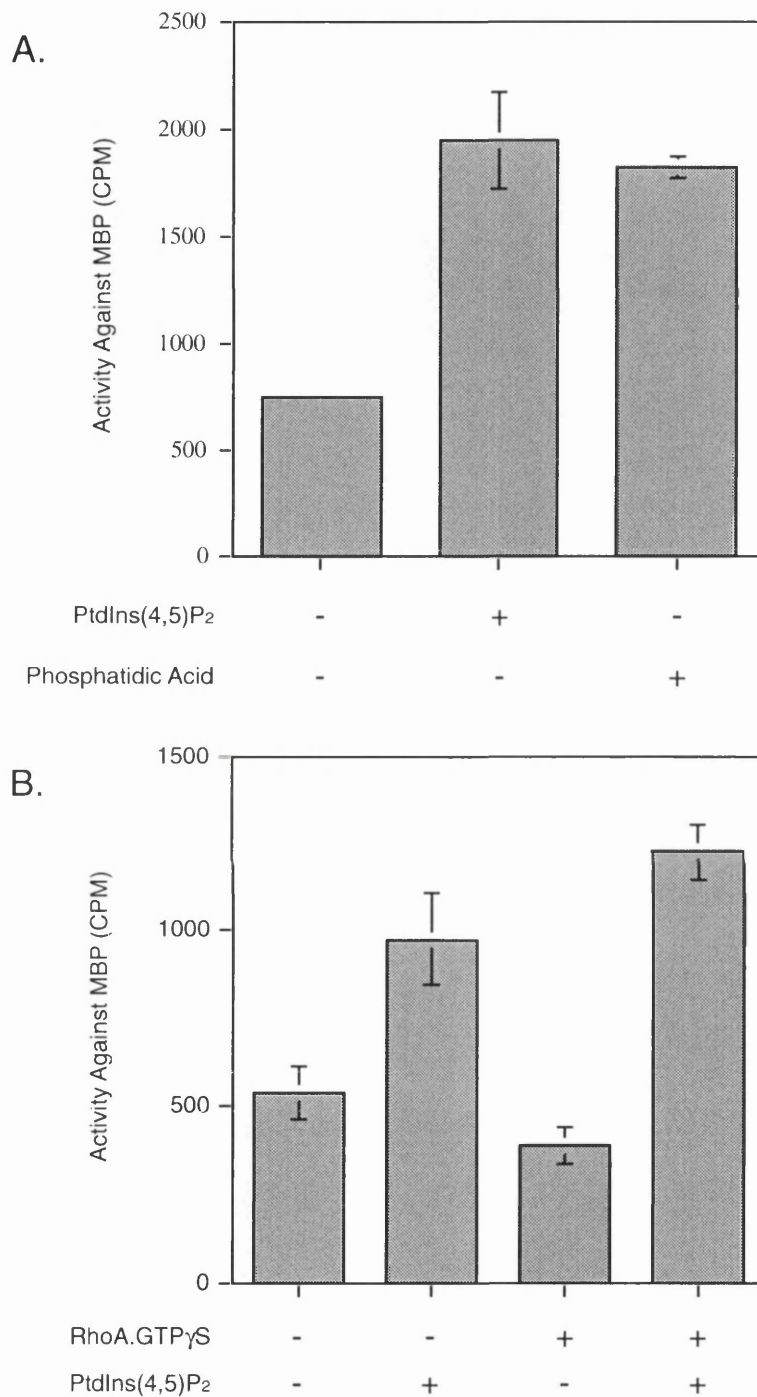 A.
2500
2000
1500
1000
500
0
Activity Against MBP (CPM)
PtdIns(4,5)P2 - + -
Phosphatidic Acid - - +
B.
1500
1000
500
0
Activity Against MBP (CPM)
RhoA.GTPγS - - + +
PtdIns(4,5)P2 - + - +